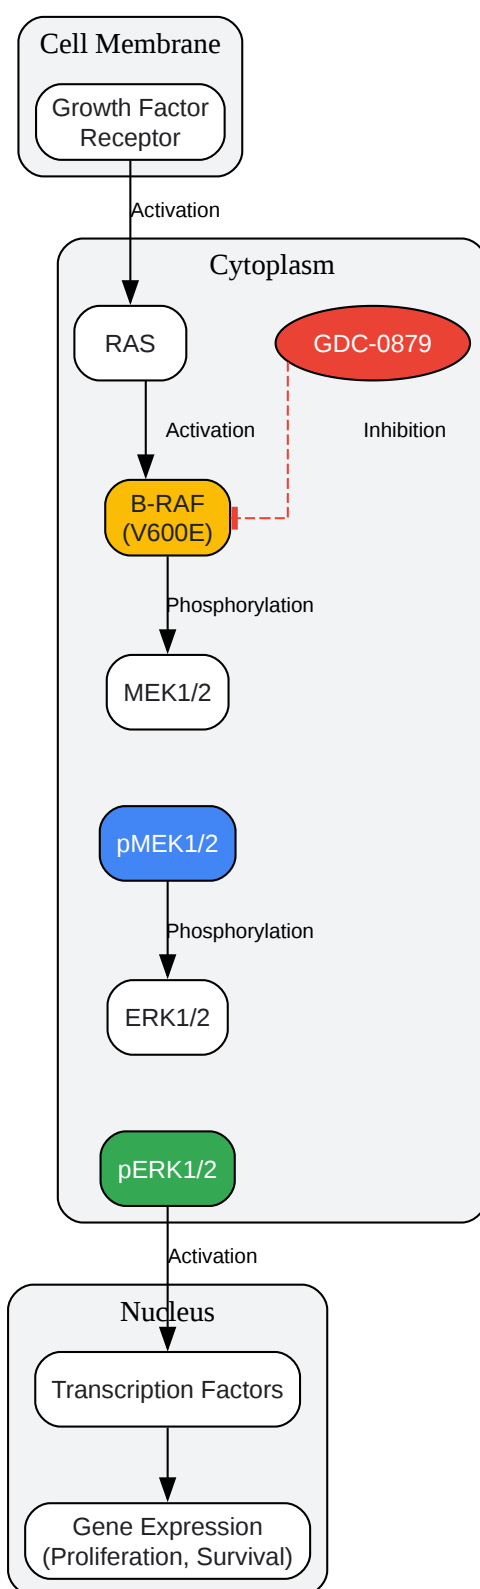 Cell Membrane
Growth Factor
Receptor
Activation
Cytoplasm
RAS
GDC-0879
Activation
Inhibition
B-RAF
(V600E)
Phosphorylation
MEK1/2
pMEK1/2
Phosphorylation
ERK1/2
pERK1/2
Activation
Nucleus
Transcription Factors
Gene Expression
(Proliferation, Survival)